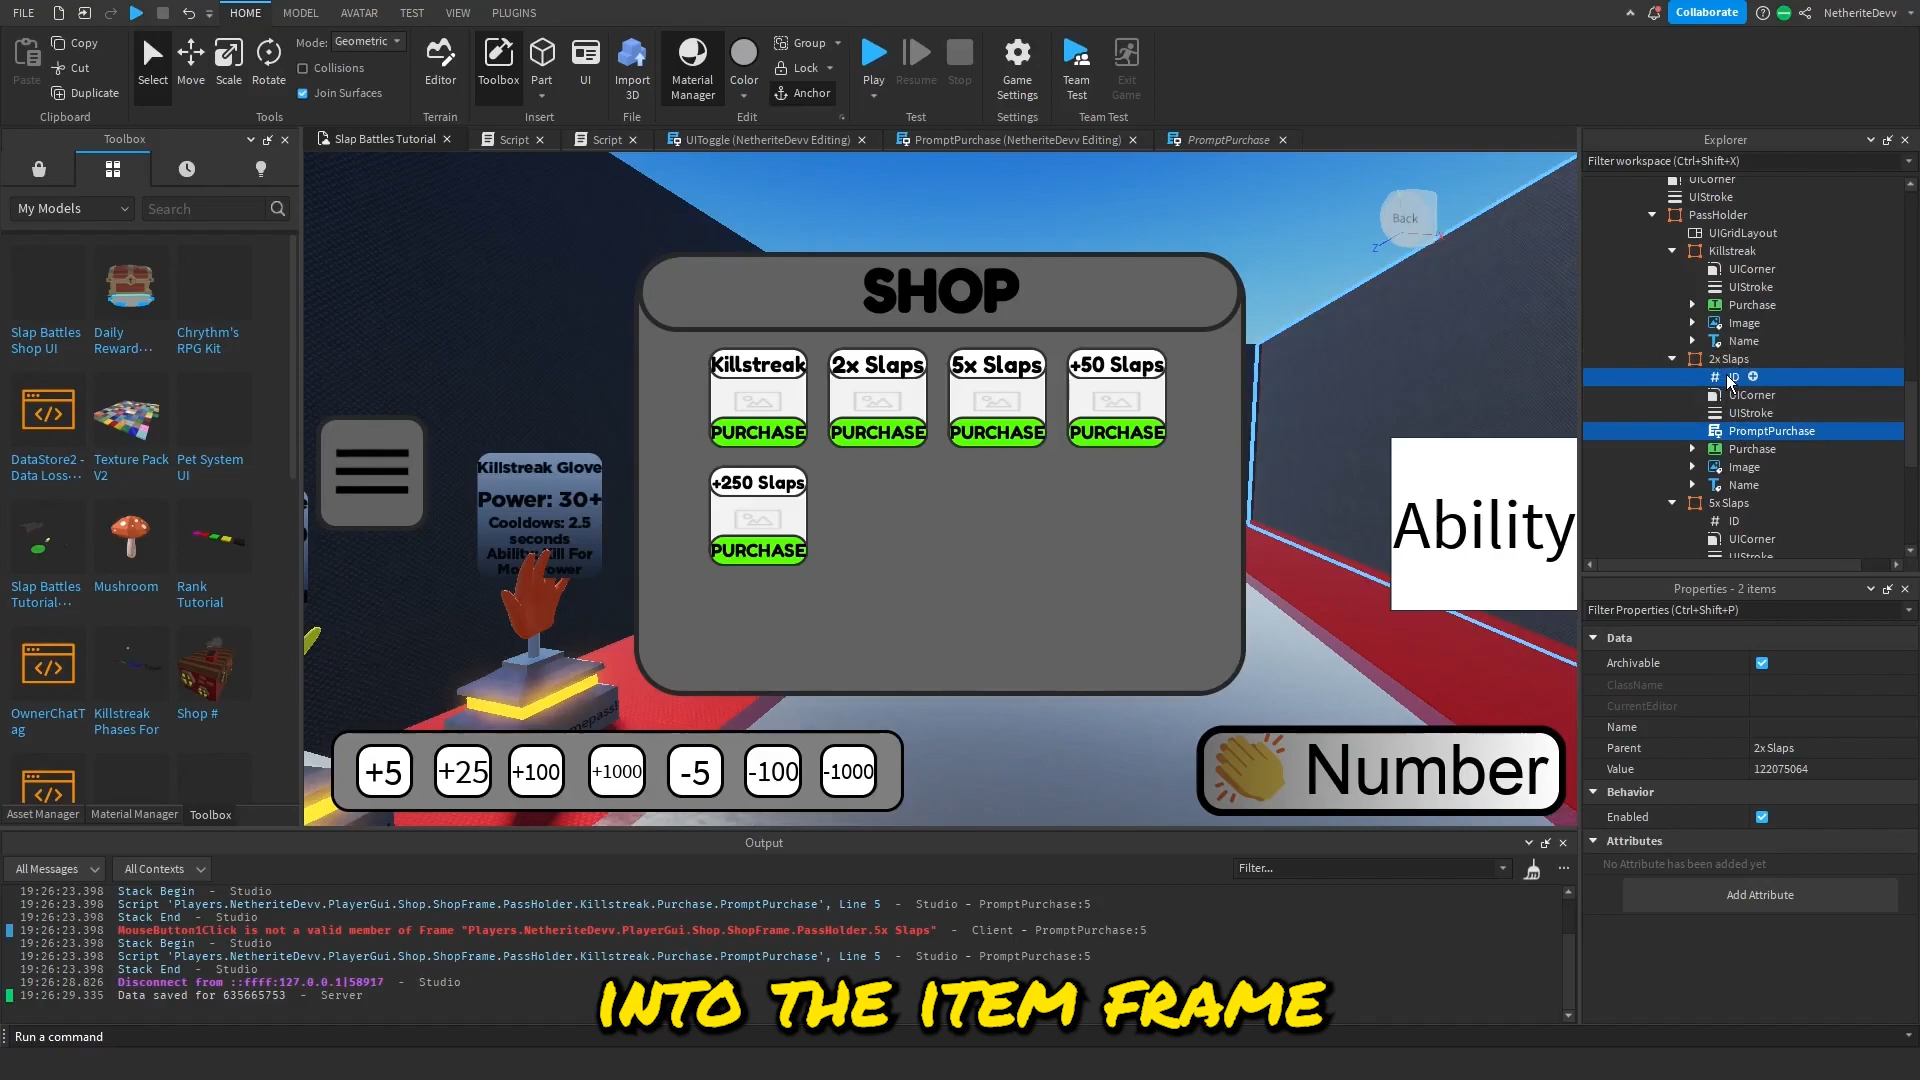 FILE
HOME
MODEL
AVATAR
TEST
VIEW
PLUGINS
Collaborate
NetheriteDevv
Paste
Copy
Cut
Duplicate
Clipboard
Select
Move
Scale
Rotate
Mode: Geometric
Collisions
Join Surfaces
Tools
Editor
Terrain
Toolbox
Part
UI
Insert
Import
3D
File
Material
Manager
Color
Group
Lock
Anchor
Edit
Play
Resume
Stop
Test
Game
Settings
Settings
Team
Test
Exit
Game
Team Test
Toolbox
Slap Battles Tutorial
Script
Script
UIToggle (NetheriteDevv Editing)
PromptPurchase (NetheriteDevv Editing)
PromptPurchase
Explorer
Filter workspace (Ctrl+Shift+X)
My Models
Search
Slap Battles
Shop UI
Daily
Reward···
Chrythm's
RPG Kit
DataStore2 -
Data Loss···
Texture Pack
V2
Pet System
UI
Slap Battles
Tutorial···
Mushroom
Rank
Tutorial
OwnerChatT
ag
Killstreak
Phases For
Shop #
Asset Manager
Material Manager
Toolbox
Back
Z
X
SHOP
Killstreak
2x Slaps
5x Slaps
+50 Slaps
PURCHASE
PURCHASE
PURCHASE
PURCHASE
+250 Slaps
PURCHASE
Killstreak Glove
Power: 30+
Cooldows: 2.5
seconds
Ability: Kill For
Ability
+5
+25
+100
+1000
-5
-100
-1000
Number
UICorner
UIStroke
PassHolder
UIGridLayout
Killstreak
UICorner
UIStroke
Purchase
Image
Name
2x Slaps
ID
UICorner
UIStroke
PromptPurchase
Purchase
Image
Name
5x Slaps
ID
UICorner
UIStroke
Properties - 2 items
Filter Properties (Ctrl+Shift+P)
Data
Archivable
ClassName
CurrentEditor
Name
Parent 2x Slaps
Value 122075064
Behavior
Enabled
Attributes
No Attribute has been added yet
Add Attribute
Output
All Messages
All Contexts
Filter...
19:26:23.398 Stack Begin - Studio
19:26:23.398 Script 'Players.NetheriteDevv.PlayerGui.Shop.ShopFrame.PassHolder.Killstreak.Purchase.PromptPurchase', Line 5 - Studio - PromptPurchase:5
19:26:23.398 Stack End - Studio
19:26:23.398 MouseButton1Click is not a valid member of Frame "Players.NetheriteDevv.PlayerGui.Shop.ShopFrame.PassHolder.5x Slaps" - Client - PromptPurchase:5
19:26:23.398 Stack Begin - Studio
19:26:23.398 Script 'Players.NetheriteDevv.PlayerGui.Shop.ShopFrame.PassHolder.Killstreak.Purchase.PromptPurchase', Line 5 - Studio - PromptPurchase:5
19:26:23.398 Stack End - Studio
19:26:28.826 Disconnect from ::ffff:127.0.0.1|58917 - Studio
19:26:29.335 Data saved for 635665753 - Server
INTO THE ITEM FRAME
Run a command